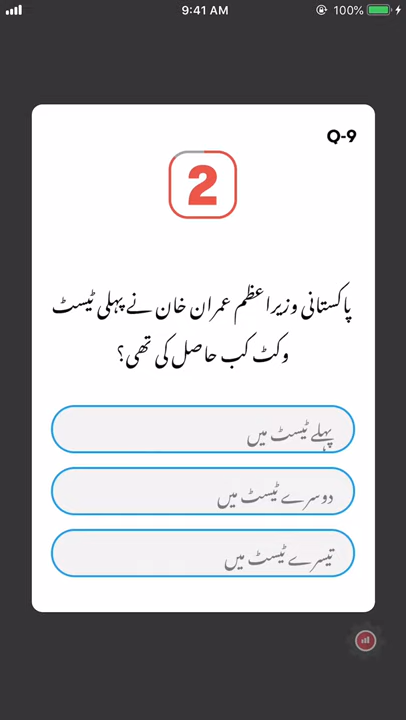 9:41 AM
100%
Q-9
2
پاکستانی وزیراعظم عمران خان نے پہلی ٹیسٹ
وکٹ کب حاصل کی تھی؟
پہلے ٹیسٹ میں
دوسرے ٹیسٹ میں
تیسرے ٹیسٹ میں